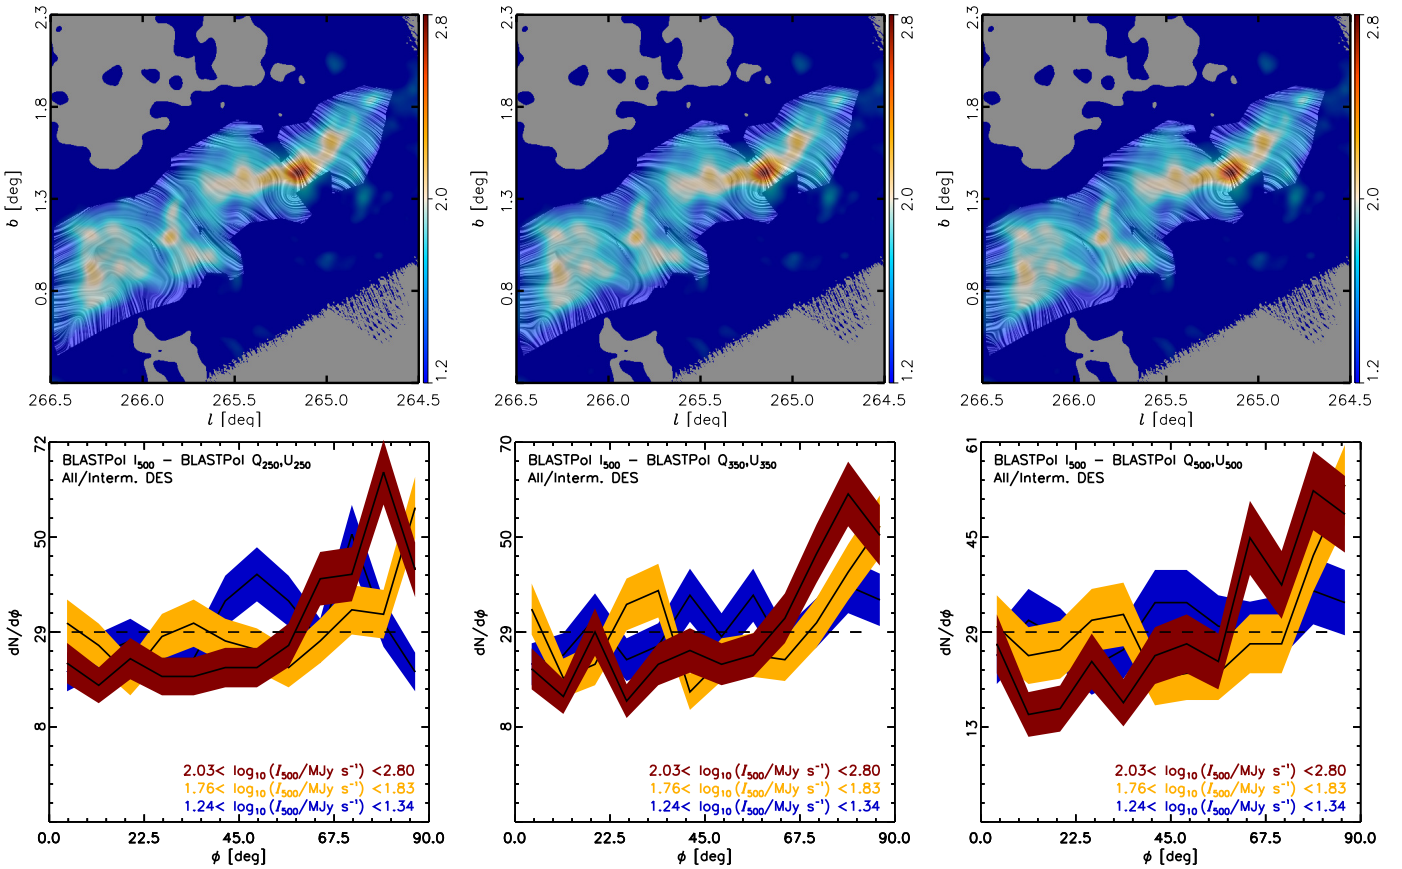 2.3
1.8
1.3
0.8
b [deg]
266.5 266.0 265.5 265.0 264.5
l [deg]
2.8
2.0
1.2
2.3
1.8
1.3
0.8
b [deg]
266.5 266.0 265.5 265.0 264.5
l [deg]
2.8
2.0
1.2
2.3
1.8
1.3
0.8
b [deg]
266.5 266.0 265.5 265.0 264.5
l [deg]
2.8
2.0
1.2
72
50
29
8
dN/dϕ
BLASTPol I500 − BLASTPol Q250,U250
All/Interm. DES
2.03< log10(I500/MJy s⁻¹) <2.80
1.76< log10(I500/MJy s⁻¹) <1.83
1.24< log10(I500/MJy s⁻¹) <1.34
0.0 22.5 45.0 67.5 90.0
ϕ [deg]
70
50
29
8
dN/dϕ
BLASTPol I500 − BLASTPol Q350,U350
All/Interm. DES
2.03< log10(I500/MJy s⁻¹) <2.80
1.76< log10(I500/MJy s⁻¹) <1.83
1.24< log10(I500/MJy s⁻¹) <1.34
0.0 22.5 45.0 67.5 90.0
ϕ [deg]
61
45
29
13
dN/dϕ
BLASTPol I500 − BLASTPol Q500,U500
All/Interm. DES
2.03< log10(I500/MJy s⁻¹) <2.80
1.76< log10(I500/MJy s⁻¹) <1.83
1.24< log10(I500/MJy s⁻¹) <1.34
0.0 22.5 45.0 67.5 90.0
ϕ [deg]